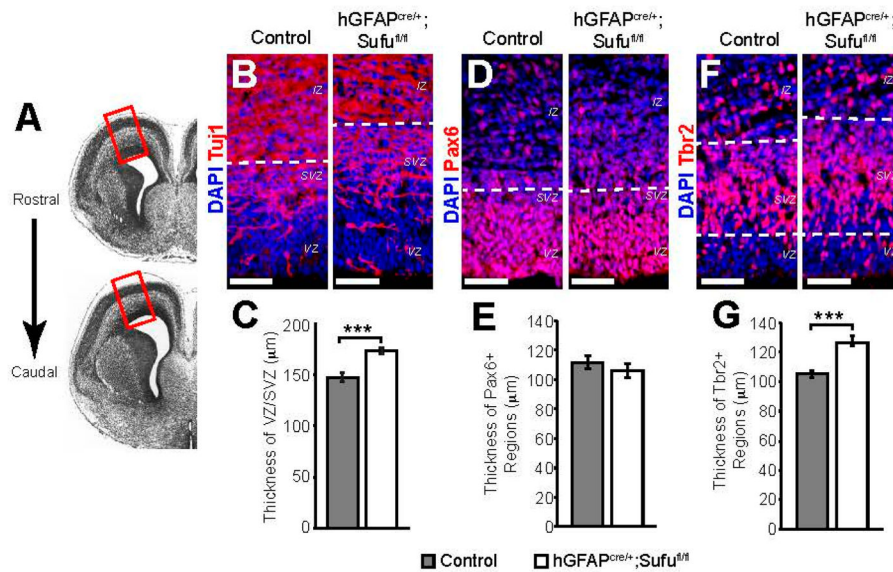 hGFAPcre/+;
Control Sufufl/fl
hGFAPcre/+;
Control Sufufl/fl
hGFAPcre/+;
Control Sufufl/fl
A
Rostral
Caudal
B
DAPI Tuj1
IZ
SVZ
VZ
D
DAPI Pax6
IZ
SVZ
VZ
F
DAPI Tbr2
IZ
SVZ
VZ
C
Thickness of VZ/SVZ (μm)
200
150
100
50
0
***
E
Thickness of Pax6+
Regions (μm)
140
120
100
80
60
40
20
0
G
Thickness of Tbr2+
Regions (μm)
140
120
100
80
60
40
20
0
***
Control hGFAPcre/+;Sufufl/fl